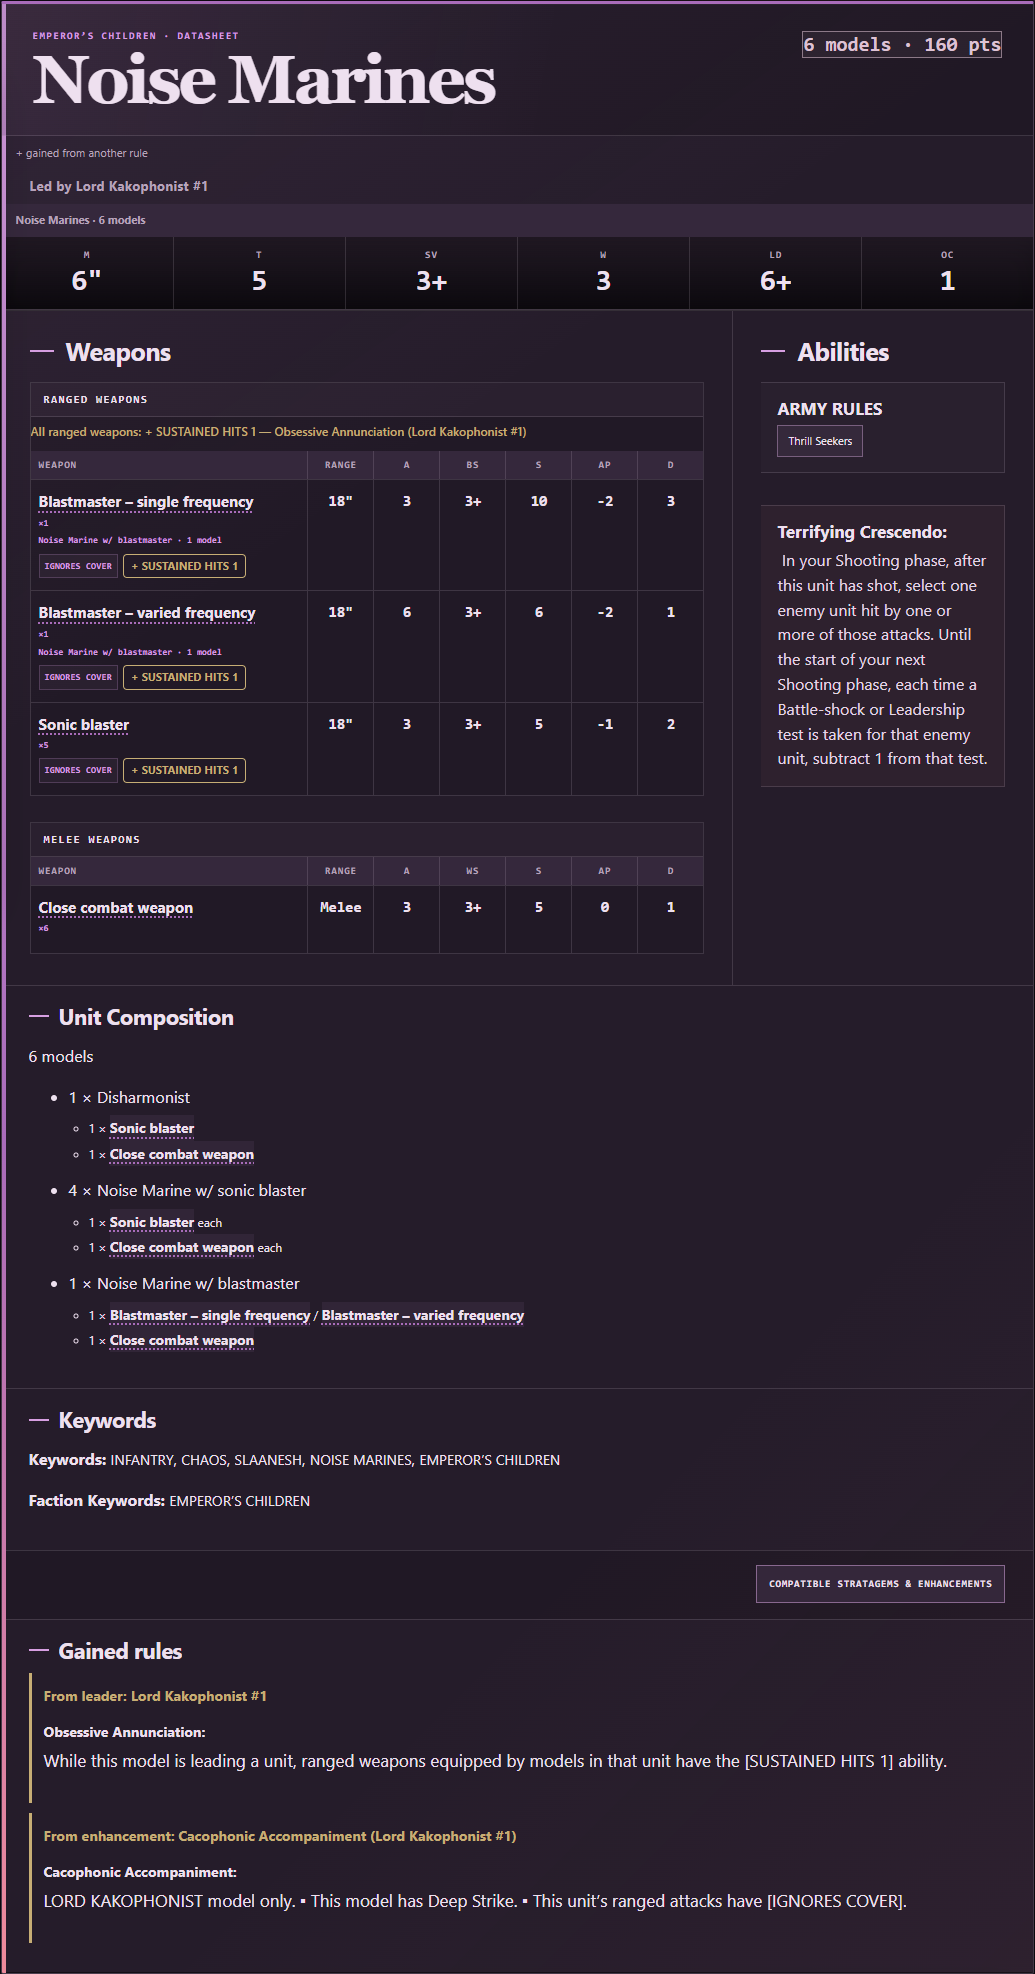 EMPEROR'S CHILDREN · DATASHEET
Noise Marines
6 models · 160 pts
+ gained from another rule
Led by Lord Kakophonist #1
Noise Marines · 6 models
M T SV W LD OC
6" 5 3+ 3 6+ 1
Weapons
RANGED WEAPONS
All ranged weapons: + SUSTAINED HITS 1 — Obsessive Annunciation (Lord Kakophonist #1)
WEAPON RANGE A BS S AP D
Blastmaster – single frequency 18" 3 3+ 10 -2 3
×1
Noise Marine w/ blastmaster · 1 model
IGNORES COVER + SUSTAINED HITS 1
Blastmaster – varied frequency 18" 6 3+ 6 -2 1
×1
Noise Marine w/ blastmaster · 1 model
IGNORES COVER + SUSTAINED HITS 1
Sonic blaster 18" 3 3+ 5 -1 2
×5
IGNORES COVER + SUSTAINED HITS 1
MELEE WEAPONS
WEAPON RANGE A WS S AP D
Close combat weapon Melee 3 3+ 5 0 1
×6
Abilities
ARMY RULES
Thrill Seekers
Terrifying Crescendo:
In your Shooting phase, after
this unit has shot, select one
enemy unit hit by one or
more of those attacks. Until
the start of your next
Shooting phase, each time a
Battle-shock or Leadership
test is taken for that enemy
unit, subtract 1 from that test.
Unit Composition
6 models
• 1 × Disharmonist
◦ 1 × Sonic blaster
◦ 1 × Close combat weapon
• 4 × Noise Marine w/ sonic blaster
◦ 1 × Sonic blaster each
◦ 1 × Close combat weapon each
• 1 × Noise Marine w/ blastmaster
◦ 1 × Blastmaster – single frequency / Blastmaster – varied frequency
◦ 1 × Close combat weapon
Keywords
Keywords: INFANTRY, CHAOS, SLAANESH, NOISE MARINES, EMPEROR'S CHILDREN
Faction Keywords: EMPEROR'S CHILDREN
COMPATIBLE STRATAGEMS & ENHANCEMENTS
Gained rules
From leader: Lord Kakophonist #1
Obsessive Annunciation:
While this model is leading a unit, ranged weapons equipped by models in that unit have the [SUSTAINED HITS 1] ability.
From enhancement: Cacophonic Accompaniment (Lord Kakophonist #1)
Cacophonic Accompaniment:
LORD KAKOPHONIST model only. ▪ This model has Deep Strike. ▪ This unit's ranged attacks have [IGNORES COVER].